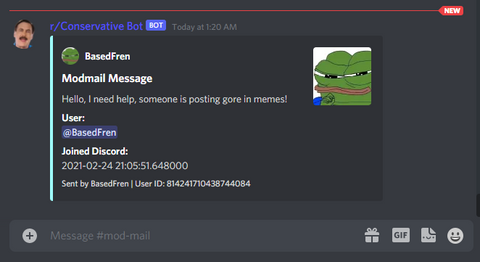 NEW
r/Conservative Bot BOT Today at 1:20 AM
BasedFren
Modmail Message
Hello, I need help, someone is posting gore in memes!
User:
@BasedFren
Joined Discord:
2021-02-24 21:05:51.648000
Sent by BasedFren | User ID: 814241710438744084
Message #mod-mail
GIF